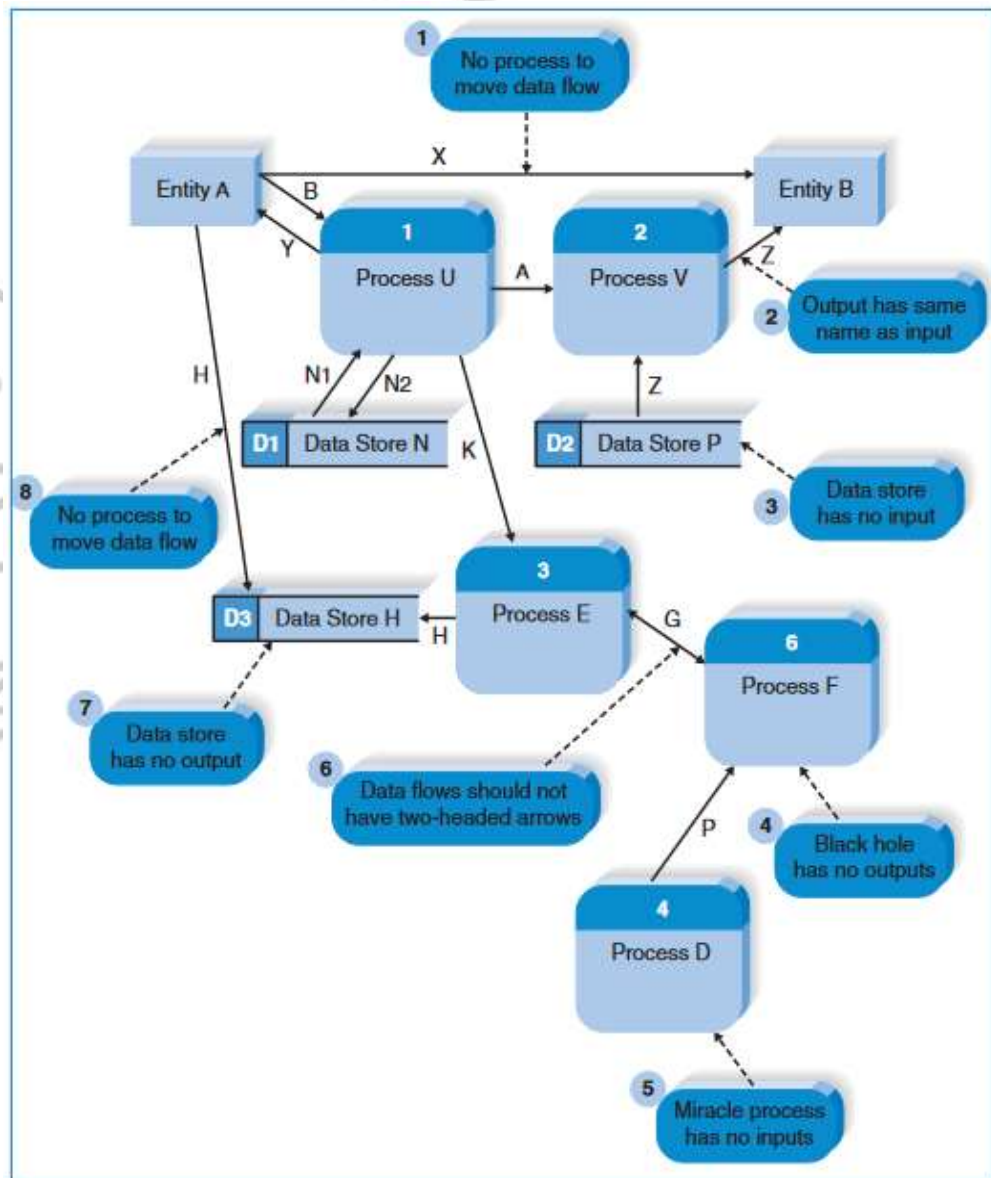 1
No process to
move data flow
X
Entity A
B
Entity B
Y
1
Process U
A
2
Process V
Z
2
Output has same
name as input
H
N1
N2
Z
D1 Data Store N
K
D2 Data Store P
3
Data store
has no input
8
No process to
move data flow
3
Process E
D3 Data Store H
H
G
6
Process F
7
Data store
has no output
6
Data flows should not
have two-headed arrows
P
4
Black hole
has no outputs
4
Process D
5
Miracle process
has no inputs